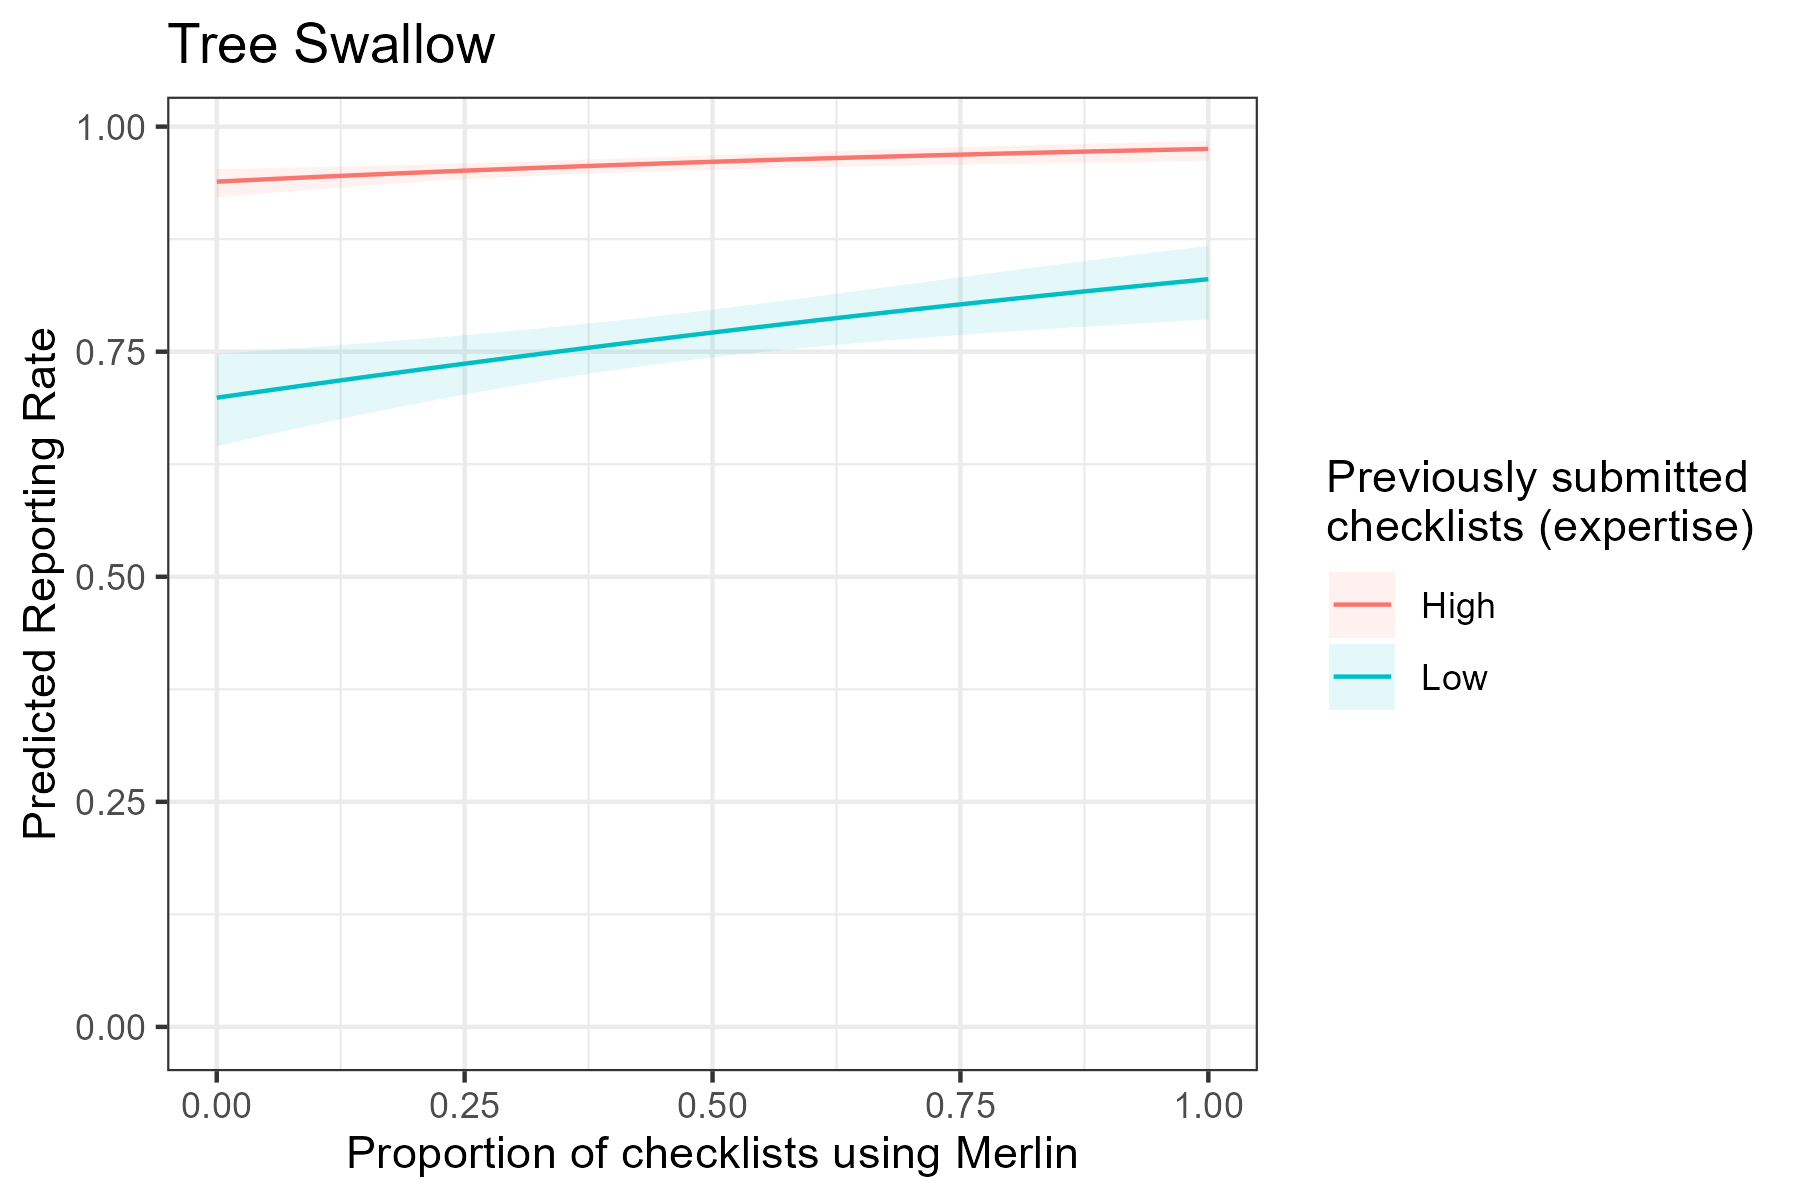 Tree Swallow
1.00
0.75
0.50
0.25
0.00
Predicted Reporting Rate
0.00 0.25 0.50 0.75 1.00
Proportion of checklists using Merlin
Previously submitted
checklists (expertise)
High
Low